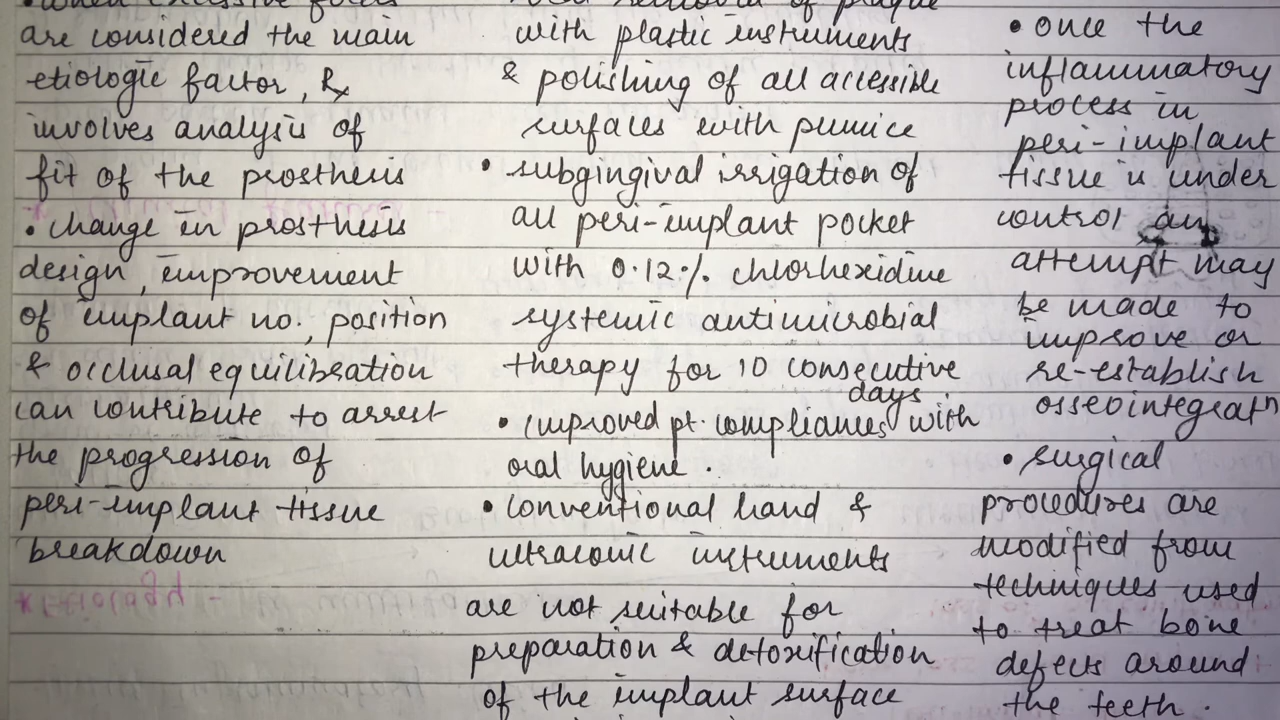 are considered the main
etiologic factor, Rx
involves analysis of
fit of the prosthesis
• change in prosthesis
design, improvement
of implant no., position
& occlusal equilibration
can contribute to arrest
the progression of
peri-implant tissue
breakdown
with plastic instruments
& polishing of all accessible
surfaces with pumice
• subgingival irrigation of
all peri-implant pocket
with 0.12% chlorhexidine
systemic antimicrobial
therapy for 10 consecutive
days.
• improved pt. compliances with
oral hygiene.
• conventional hand &
ultrasonic instruments
are not suitable for
preparation & detoxification
of the implant surface
• once the
inflammatory
process in
peri-implant
tissue is under
control an
attempt may
be made to
improve or
re-establish
osseointegratn
• surgical
procedures are
modified from
techniques used
to treat bone
defects around
the teeth.